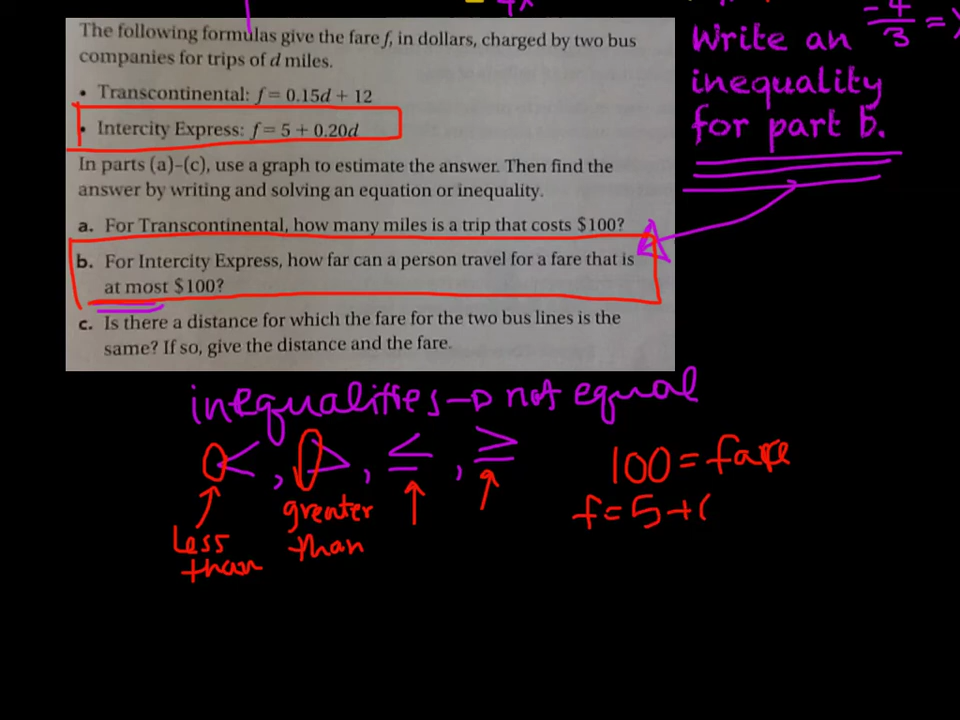 4x
- 4
3 =
Write an
inequality
for part b.
The following formulas give the fare f, in dollars, charged by two bus
companies for trips of d miles.
• Transcontinental: f = 0.15d + 12
• Intercity Express: f = 5 + 0.20d
In parts (a)–(c), use a graph to estimate the answer. Then find the
answer by writing and solving an equation or inequality.
a. For Transcontinental, how many miles is a trip that costs $100?
b. For Intercity Express, how far can a person travel for a fare that is
at most $100?
c. Is there a distance for which the fare for the two bus lines is the
same? If so, give the distance and the fare.
inequalities → not equal
< , > , ≤ , ≥
Less
than
greater
than
100 = fare
f = 5 + (